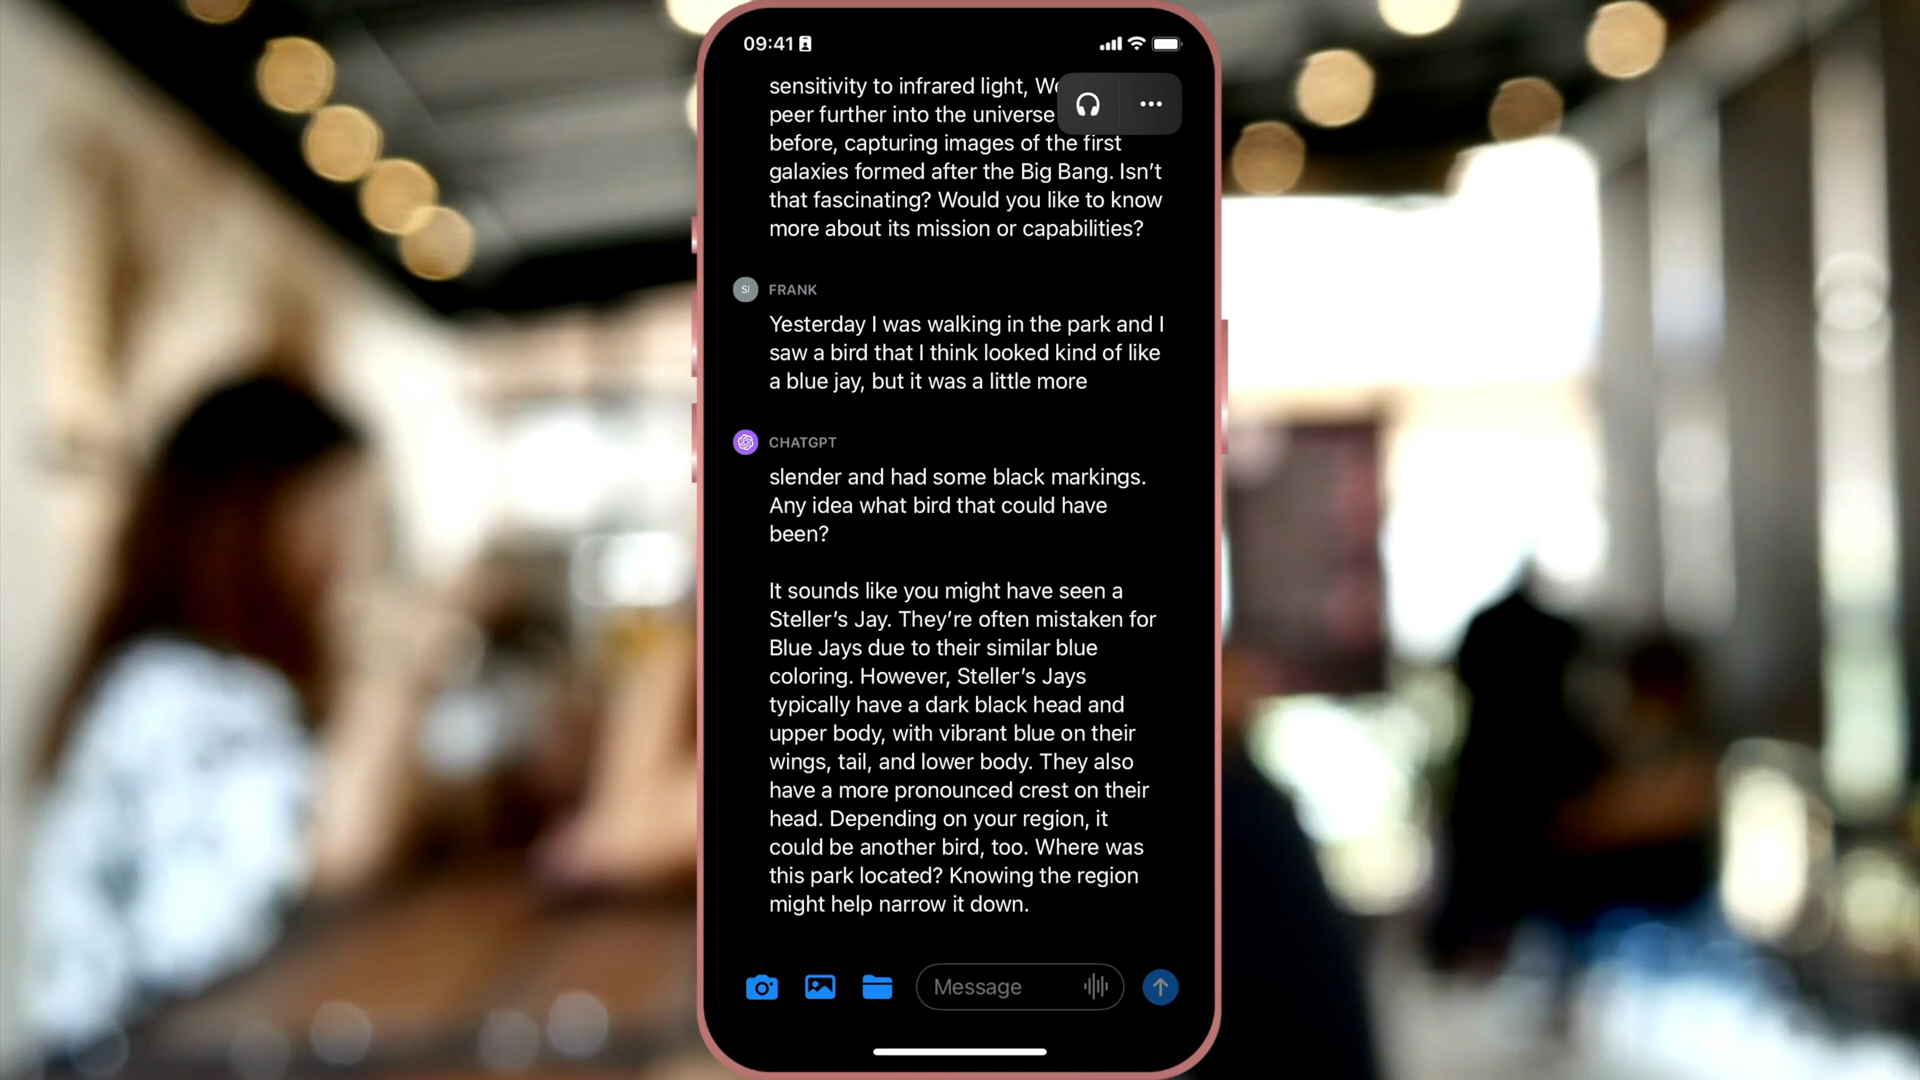 09:41
sensitivity to infrared light, We
peer further into the universe
before, capturing images of the first
galaxies formed after the Big Bang. Isn’t
that fascinating? Would you like to know
more about its mission or capabilities?
SI FRANK
Yesterday I was walking in the park and I
saw a bird that I think looked kind of like
a blue jay, but it was a little more
CHATGPT
slender and had some black markings.
Any idea what bird that could have
been?
It sounds like you might have seen a
Steller’s Jay. They’re often mistaken for
Blue Jays due to their similar blue
coloring. However, Steller’s Jays
typically have a dark black head and
upper body, with vibrant blue on their
wings, tail, and lower body. They also
have a more pronounced crest on their
head. Depending on your region, it
could be another bird, too. Where was
this park located? Knowing the region
might help narrow it down.
Message